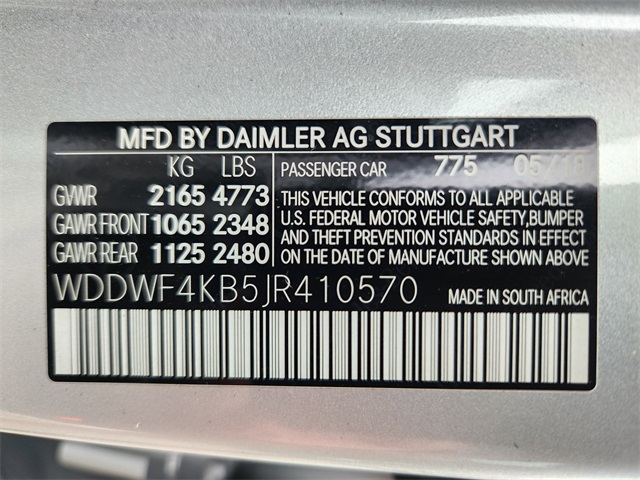 MFD BY DAIMLER AG STUTTGART
KG LBS
GVWR 2165 4773
GAWR FRONT 1065 2348
GAWR REAR 1125 2480
PASSENGER CAR 775 05/18
THIS VEHICLE CONFORMS TO ALL APPLICABLE
U.S. FEDERAL MOTOR VEHICLE SAFETY,BUMPER
AND THEFT PREVENTION STANDARDS IN EFFECT
ON THE DATE OF MANUFACTURE SHOWN ABOVE.
WDDWF4KB5JR410570 MADE IN SOUTH AFRICA